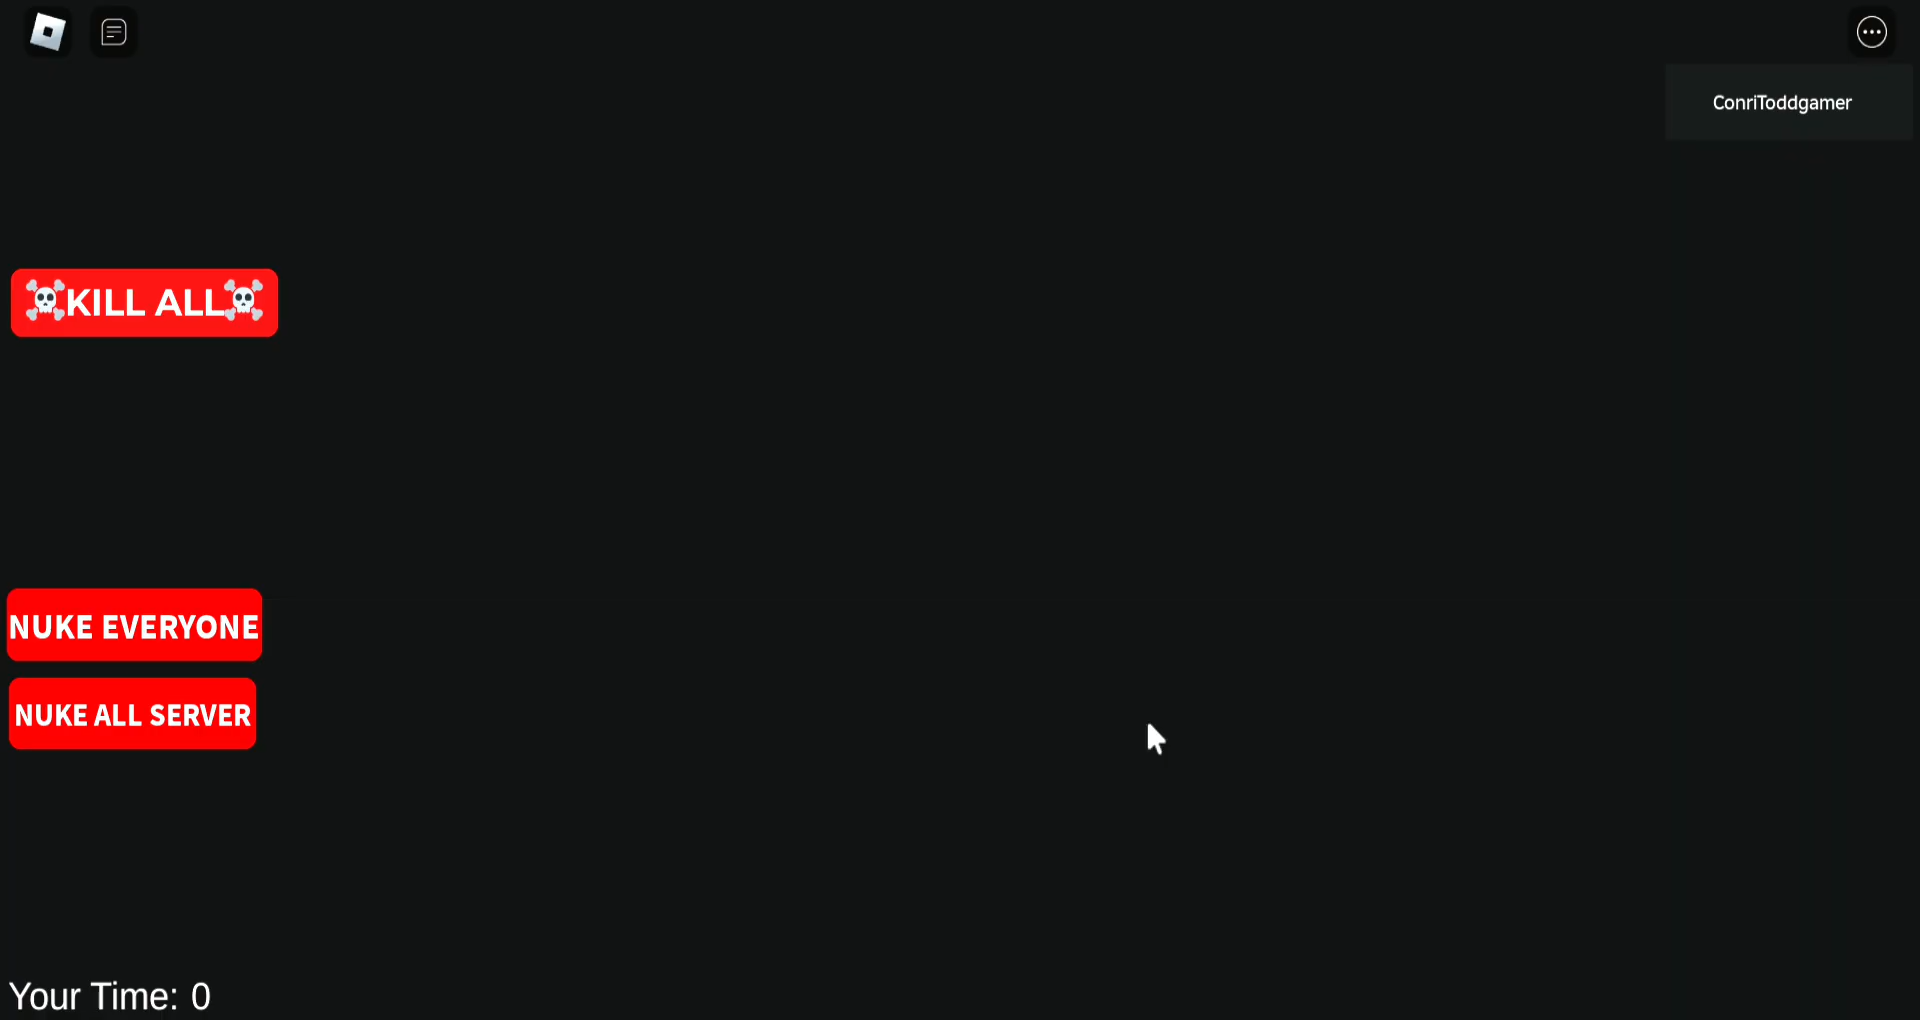 ConriToddgamer
☠KILL ALL☠
NUKE EVERYONE
NUKE ALL SERVER
Your Time: 0